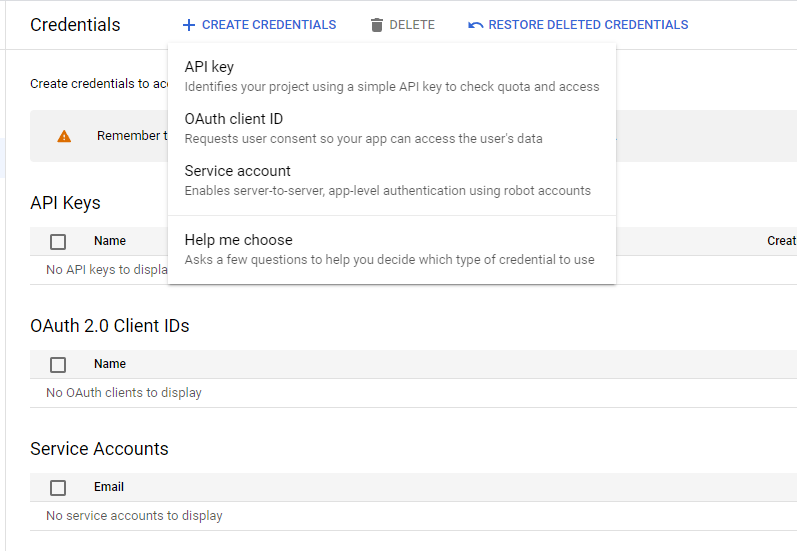 Credentials
CREATE CREDENTIALS
DELETE
RESTORE DELETED CREDENTIALS
API key
Identifies your project using a simple API key to check quota and access
OAuth client ID
Requests user consent so your app can access the user's data
Service account
Enables server-to-server, app-level authentication using robot accounts
Help me choose
Asks a few questions to help you decide which type of credential to use
Create credentials to
Remember
API Keys
Name
No API keys to
OAuth 2.0 Client IDs
Name
No OAuth clients to display
Service Accounts
Email
No service accounts to display